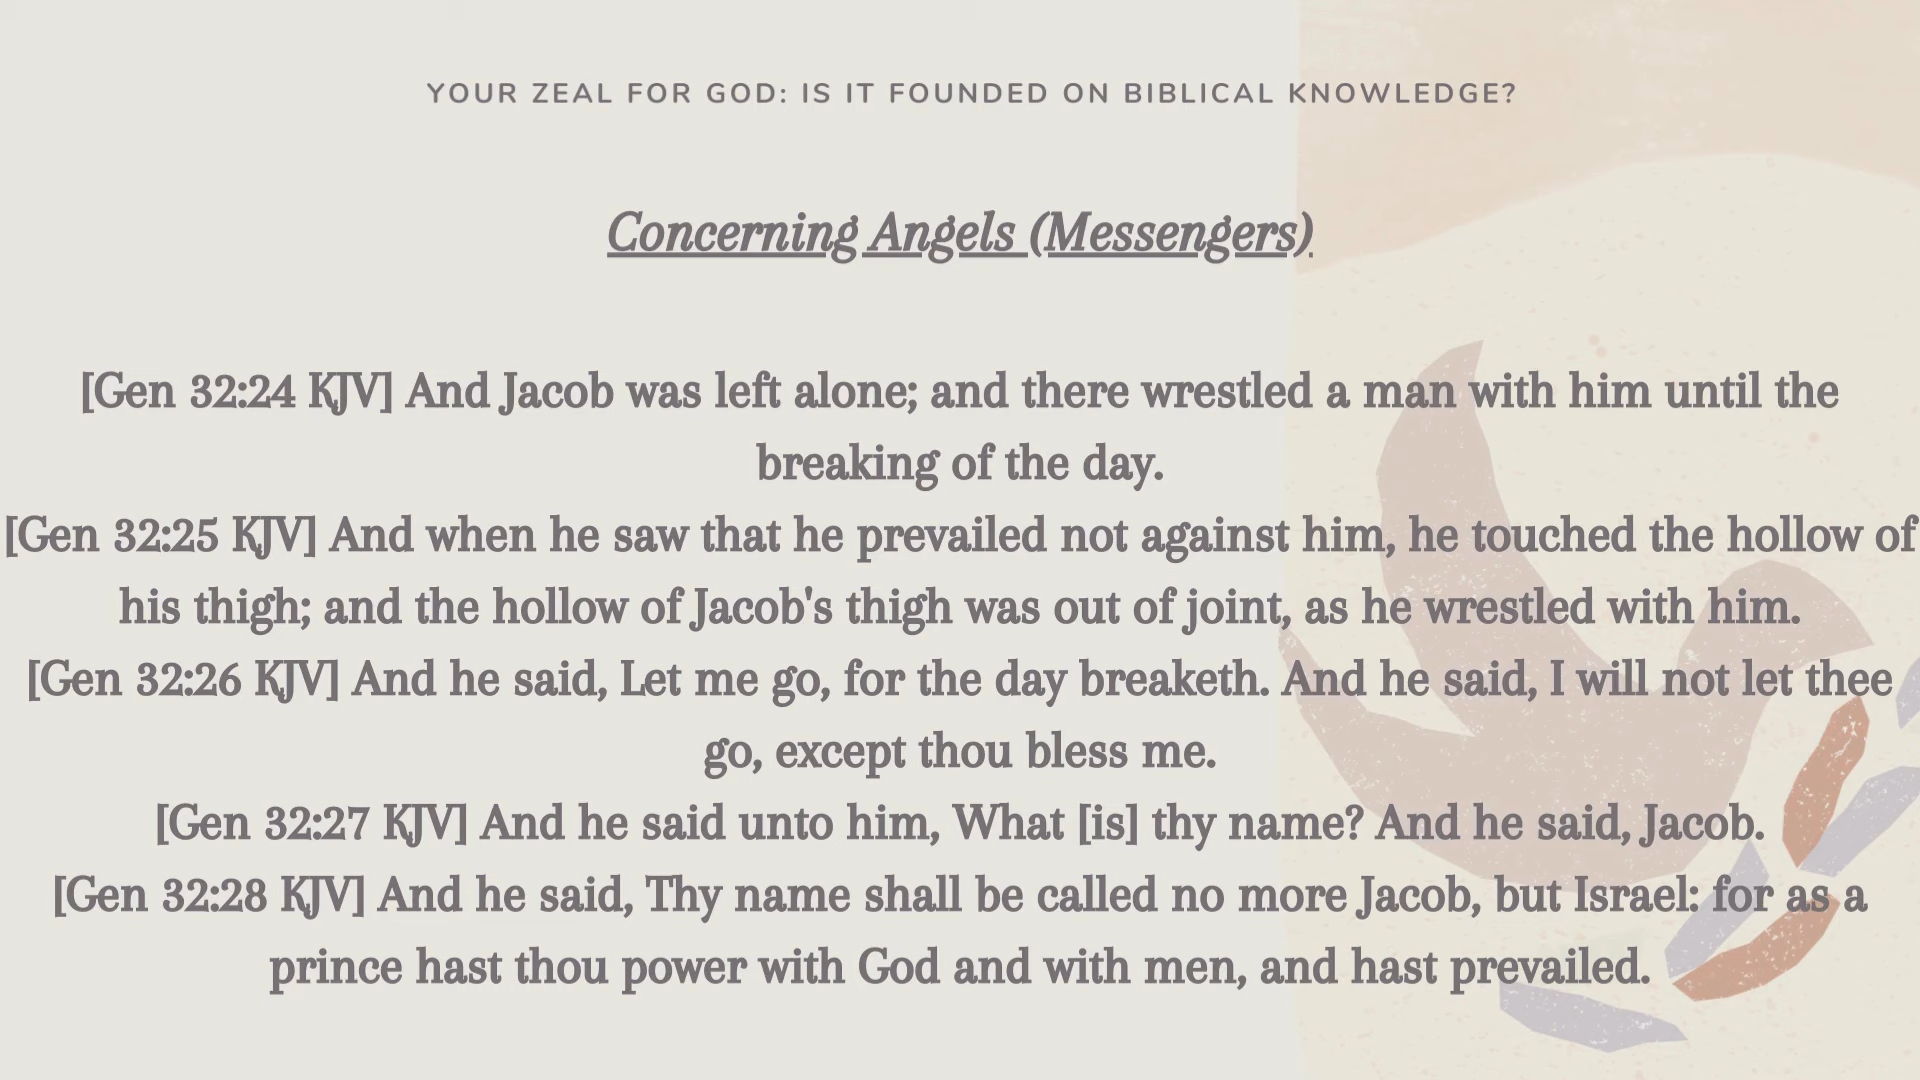 YOUR ZEAL FOR GOD: IS IT FOUNDED ON BIBLICAL KNOWLEDGE?
Concerning Angels (Messengers)
[Gen 32:24 KJV] And Jacob was left alone; and there wrestled a man with him until the
breaking of the day.
[Gen 32:25 KJV] And when he saw that he prevailed not against him, he touched the hollow of
his thigh; and the hollow of Jacob's thigh was out of joint, as he wrestled with him.
[Gen 32:26 KJV] And he said, Let me go, for the day breaketh. And he said, I will not let thee
go, except thou bless me.
[Gen 32:27 KJV] And he said unto him, What [is] thy name? And he said, Jacob.
[Gen 32:28 KJV] And he said, Thy name shall be called no more Jacob, but Israel: for as a
prince hast thou power with God and with men, and hast prevailed.